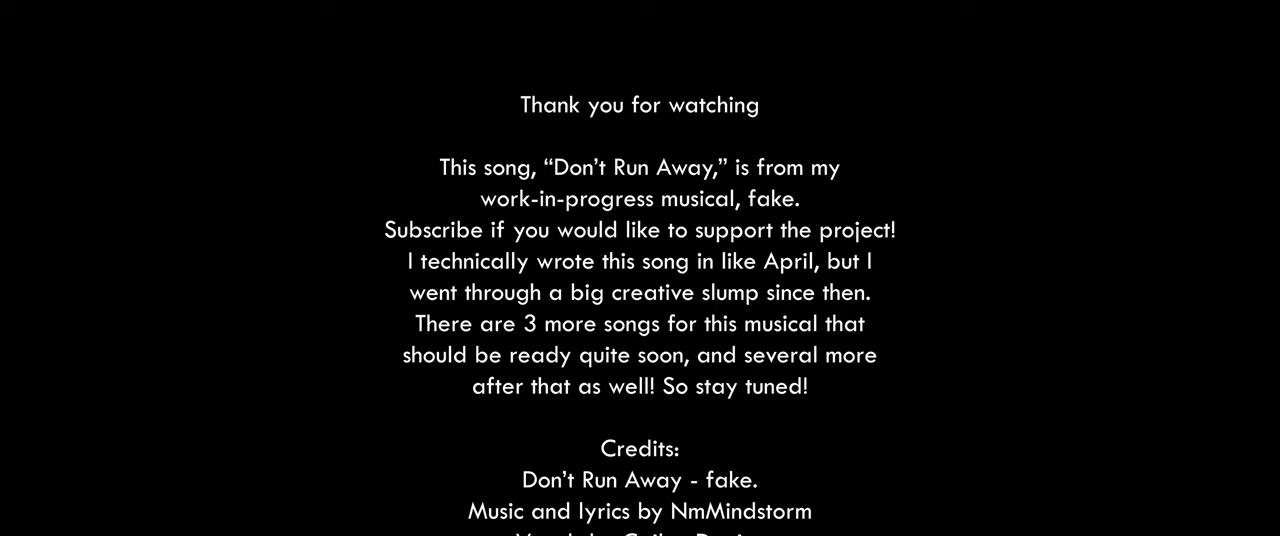 Thank you for watching
This song, “Don’t Run Away,” is from my
work-in-progress musical, fake.
Subscribe if you would like to support the project!
I technically wrote this song in like April, but I
went through a big creative slump since then.
There are 3 more songs for this musical that
should be ready quite soon, and several more
after that as well! So stay tuned!
Credits:
Don’t Run Away - fake.
Music and lyrics by NmMindstorm